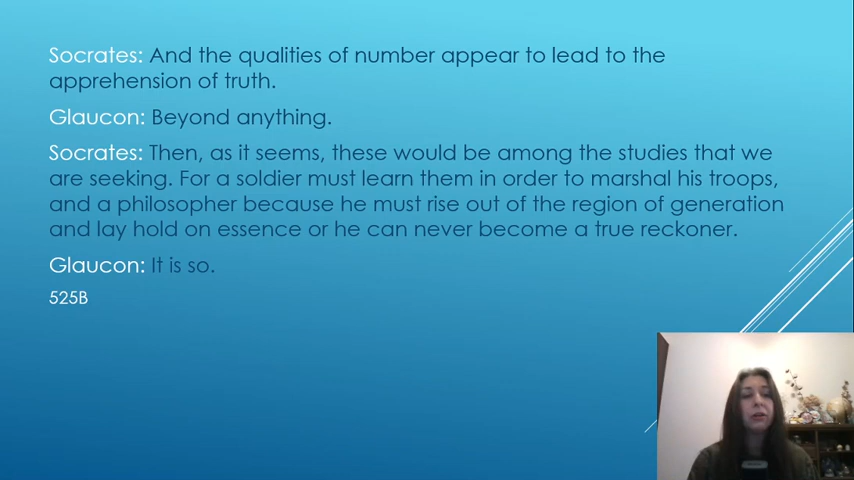 Socrates: And the qualities of number appear to lead to the
apprehension of truth.
Glaucon: Beyond anything.
Socrates: Then, as it seems, these would be among the studies that we
are seeking. For a soldier must learn them in order to marshal his troops,
and a philosopher because he must rise out of the region of generation
and lay hold on essence or he can never become a true reckoner.
Glaucon: It is so.
525B